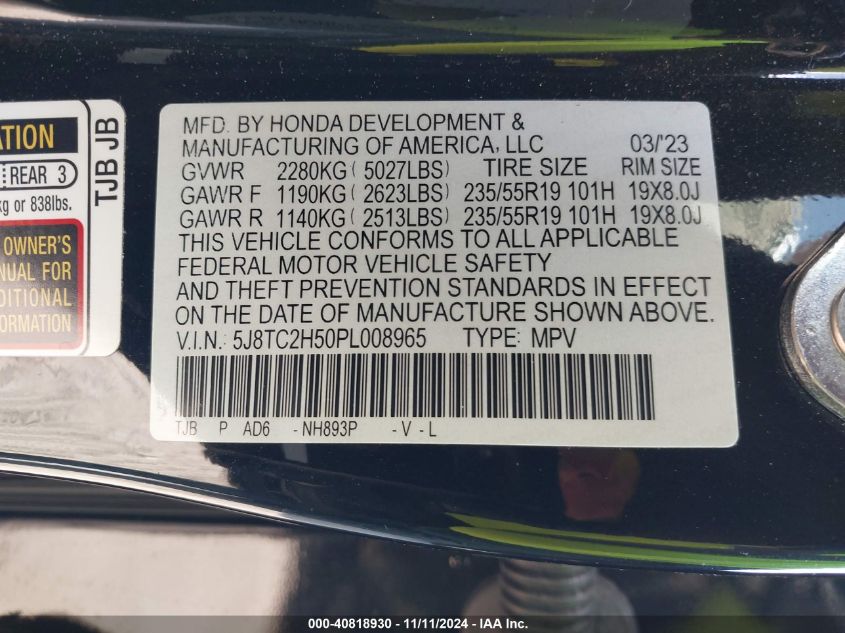 ATION
REAR 3
kg or 838lbs.
OWNER'S
NUAL FOR
DITIONAL
FORMATION
TJB JB
MFD. BY HONDA DEVELOPMENT &
MANUFACTURING OF AMERICA, LLC 03/'23
GVWR 2280KG ( 5027LBS) TIRE SIZE RIM SIZE
GAWR F 1190KG ( 2623LBS) 235/55R19 101H 19X8.0J
GAWR R 1140KG ( 2513LBS) 235/55R19 101H 19X8.0J
THIS VEHICLE CONFORMS TO ALL APPLICABLE
FEDERAL MOTOR VEHICLE SAFETY
AND THEFT PREVENTION STANDARDS IN EFFECT
ON THE DATE OF MANUFACTURE SHOWN ABOVE.
V.I.N.: 5J8TC2H50PL008965 TYPE: MPV
TJB P AD6 -NH893P -V-L
000-40818930 - 11/11/2024 - IAAI Inc.